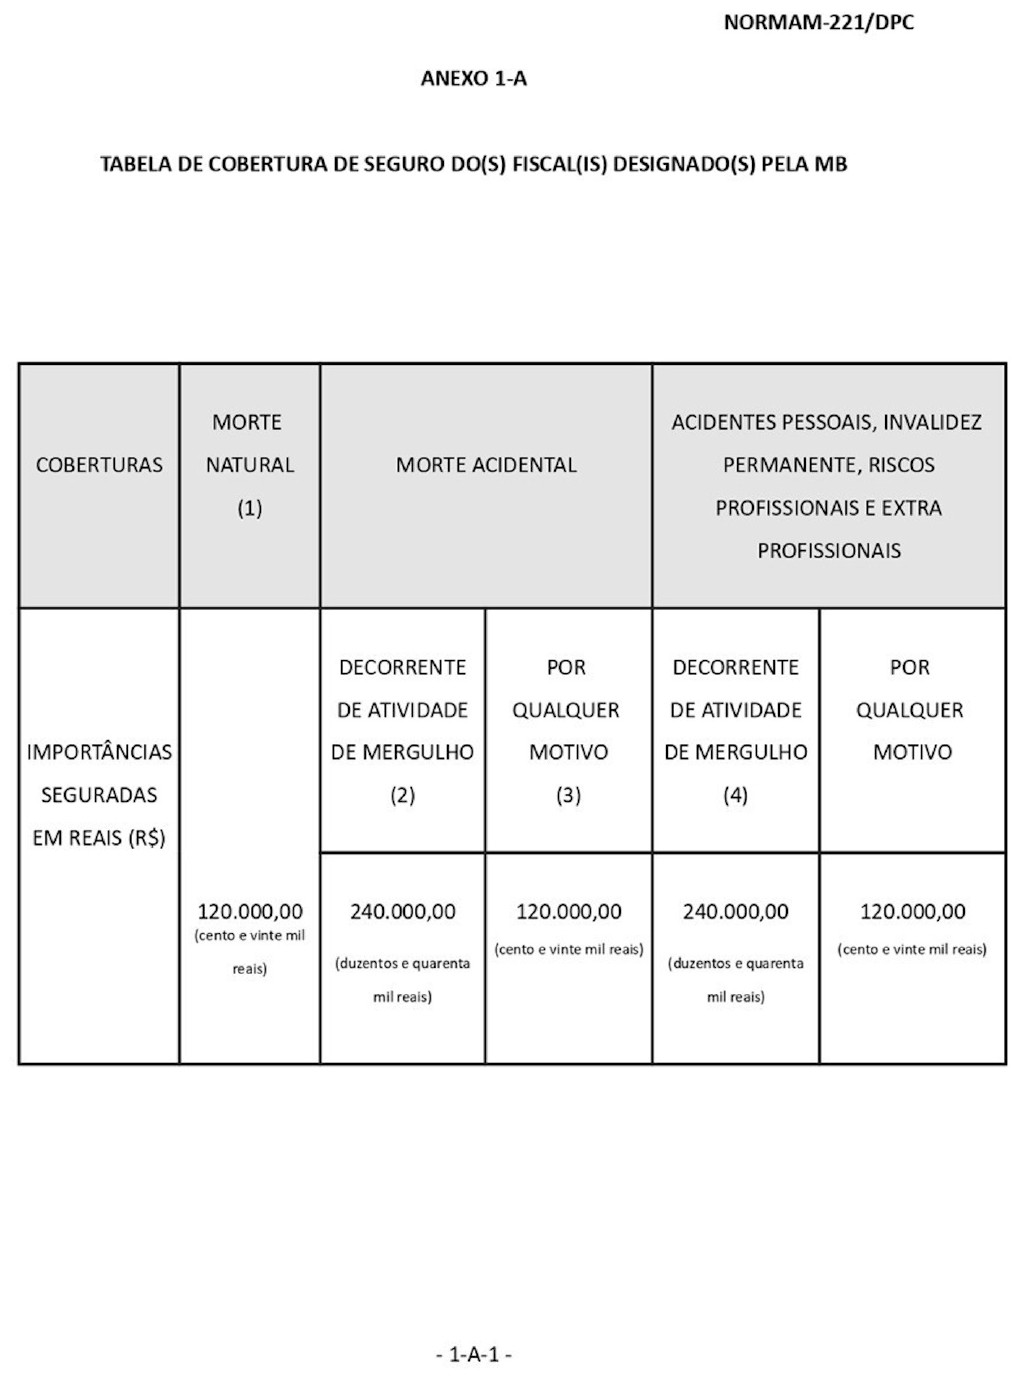 NORMAM-221/DPC
ANEXO 1-A
TABELA DE COBERTURA DE SEGURO DO(S) FISCAL(IS) DESIGNADO(S) PELA MB
COBERTURAS
MORTE
NATURAL
(1)
MORTE ACIDENTAL
ACIDENTES PESSOAIS, INVALIDEZ
PERMANENTE, RISCOS
PROFISSIONAIS E EXTRA
PROFISSIONAIS
IMPORTÂNCIAS
SEGURADAS
EM REAIS (R$)
120.000,00
(cento e vinte mil
reais)
DECORRENTE
DE ATIVIDADE
DE MERGULHO
(2)
POR
QUALQUER
MOTIVO
(3)
DECORRENTE
DE ATIVIDADE
DE MERGULHO
(4)
POR
QUALQUER
MOTIVO
240.000,00
(duzentos e quarenta
mil reais)
120.000,00
(cento e vinte mil reais)
240.000,00
(duzentos e quarenta
mil reais)
120.000,00
(cento e vinte mil reais)
- 1-A-1 -